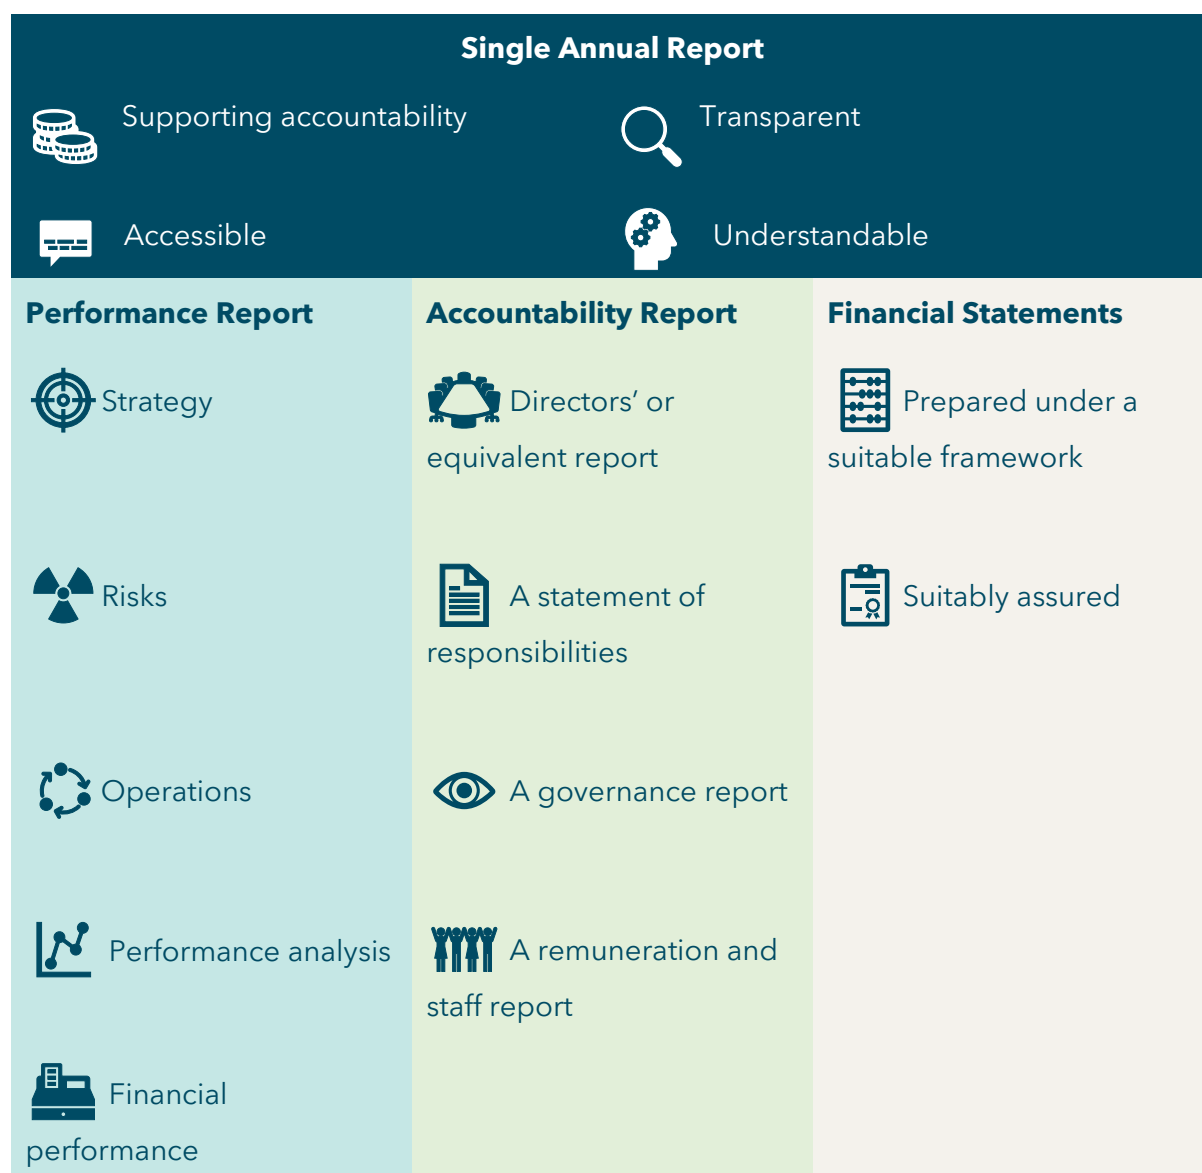 Single Annual Report
Supporting accountability
Transparent
Accessible
Understandable
Performance Report
Strategy
Risks
Operations
Performance analysis
Financial
performance
Accountability Report
Directors’ or
equivalent report
A statement of
responsibilities
A governance report
A remuneration and
staff report
Financial Statements
Prepared under a
suitable framework
Suitably assured